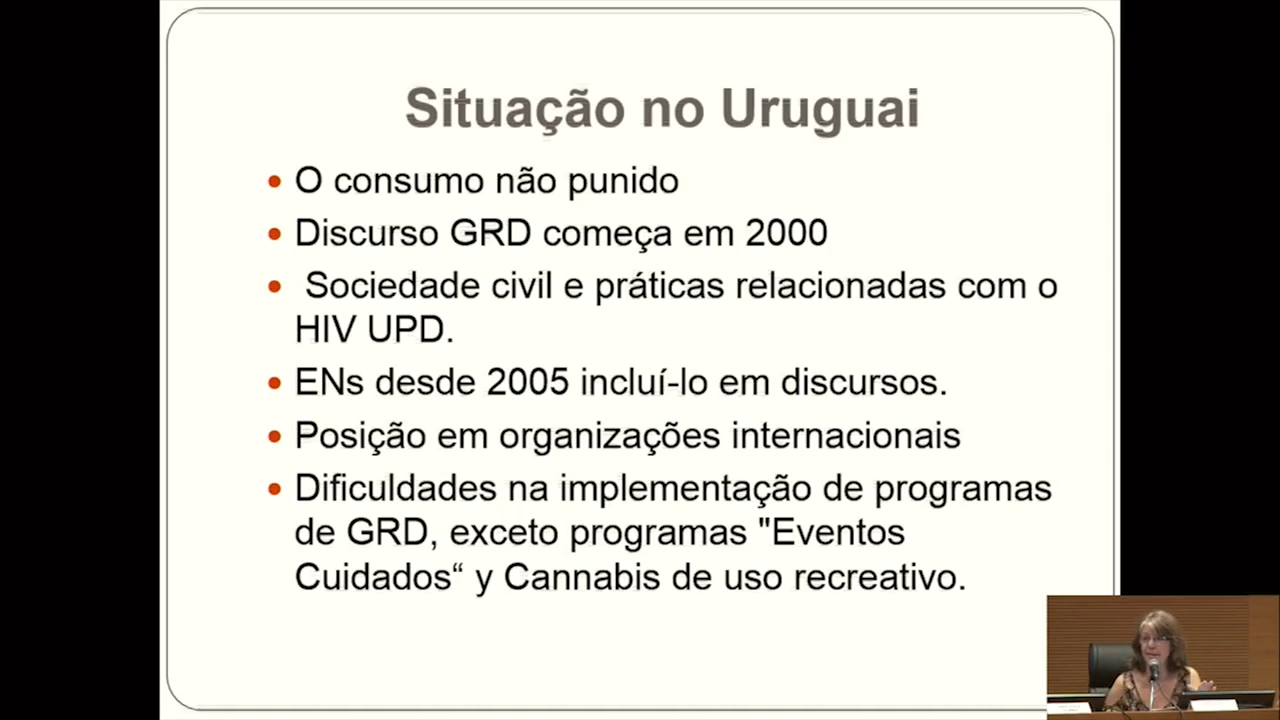 Situação no Uruguai
• O consumo não punido
• Discurso GRD começa em 2000
• Sociedade civil e práticas relacionadas com o
HIV UPD.
• ENs desde 2005 incluí-lo em discursos.
• Posição em organizações internacionais
• Dificuldades na implementação de programas
de GRD, exceto programas "Eventos
Cuidados“ y Cannabis de uso recreativo.